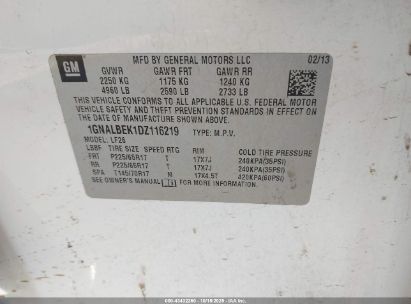 GM
MFD BY GENERAL MOTORS LLC
02/13
GVWR GAWR FRT GAWR RR
2250 KG 1175 KG 1240 KG
4960 LB 2590 LB 2733 LB
THIS VEHICLE CONFORMS TO ALL APPLICABLE U.S. FEDERAL MOTOR
VEHICLE SAFETY AND THEFT PREVENTION STANDARDS IN EFFECT ON
THE DATE OF MANUFACTURE SHOWN ABOVE.
1GNALBEK1DZ116219 TYPE: M.P.V.
MODEL: LF26
TIRE SIZE SPEED RTG RIM COLD TIRE PRESSURE
FRT P225/65R17 T 17X7J 240KPA(35PSI)
RR P225/65R17 T 17X7J 240KPA(35PSI)
SPA T145/70R17 M 17X4.5T 420KPA(60PSI)
SEE OWNER'S MANUAL FOR